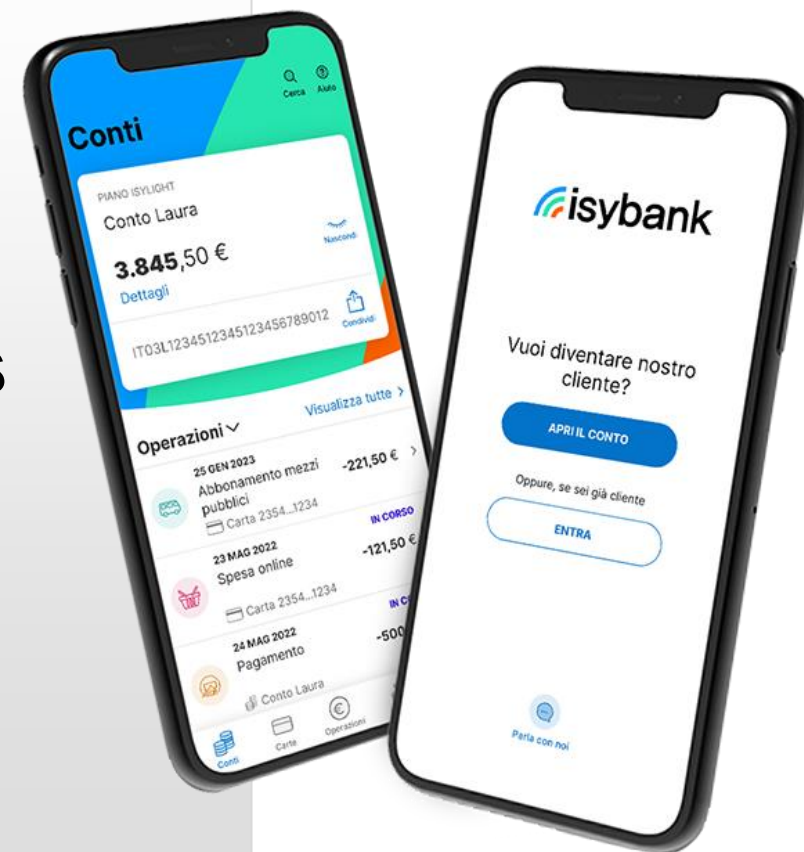 Cerca
Aiuto
Conti
PIANO ISYLIGHT
Conto Laura
3.845,50 €
Nascondi
Dettagli
IT03L1234512345123456789012
Condividi
Operazioni
Visualizza tutte >
25 GEN 2023
Abbonamento mezzi
pubblici
-221,50 € >
Carta 2354...1234
IN CORSO
23 MAG 2022
Spesa online
-121,50 €
Carta 2354...1234
IN C
24 MAG 2022
Pagamento
-500
Conto Laura
Conti
Carte
Operazioni
isybank
Vuoi diventare nostro
cliente?
APRI IL CONTO
Oppure, se sei già cliente
ENTRA
Parla con noi
s